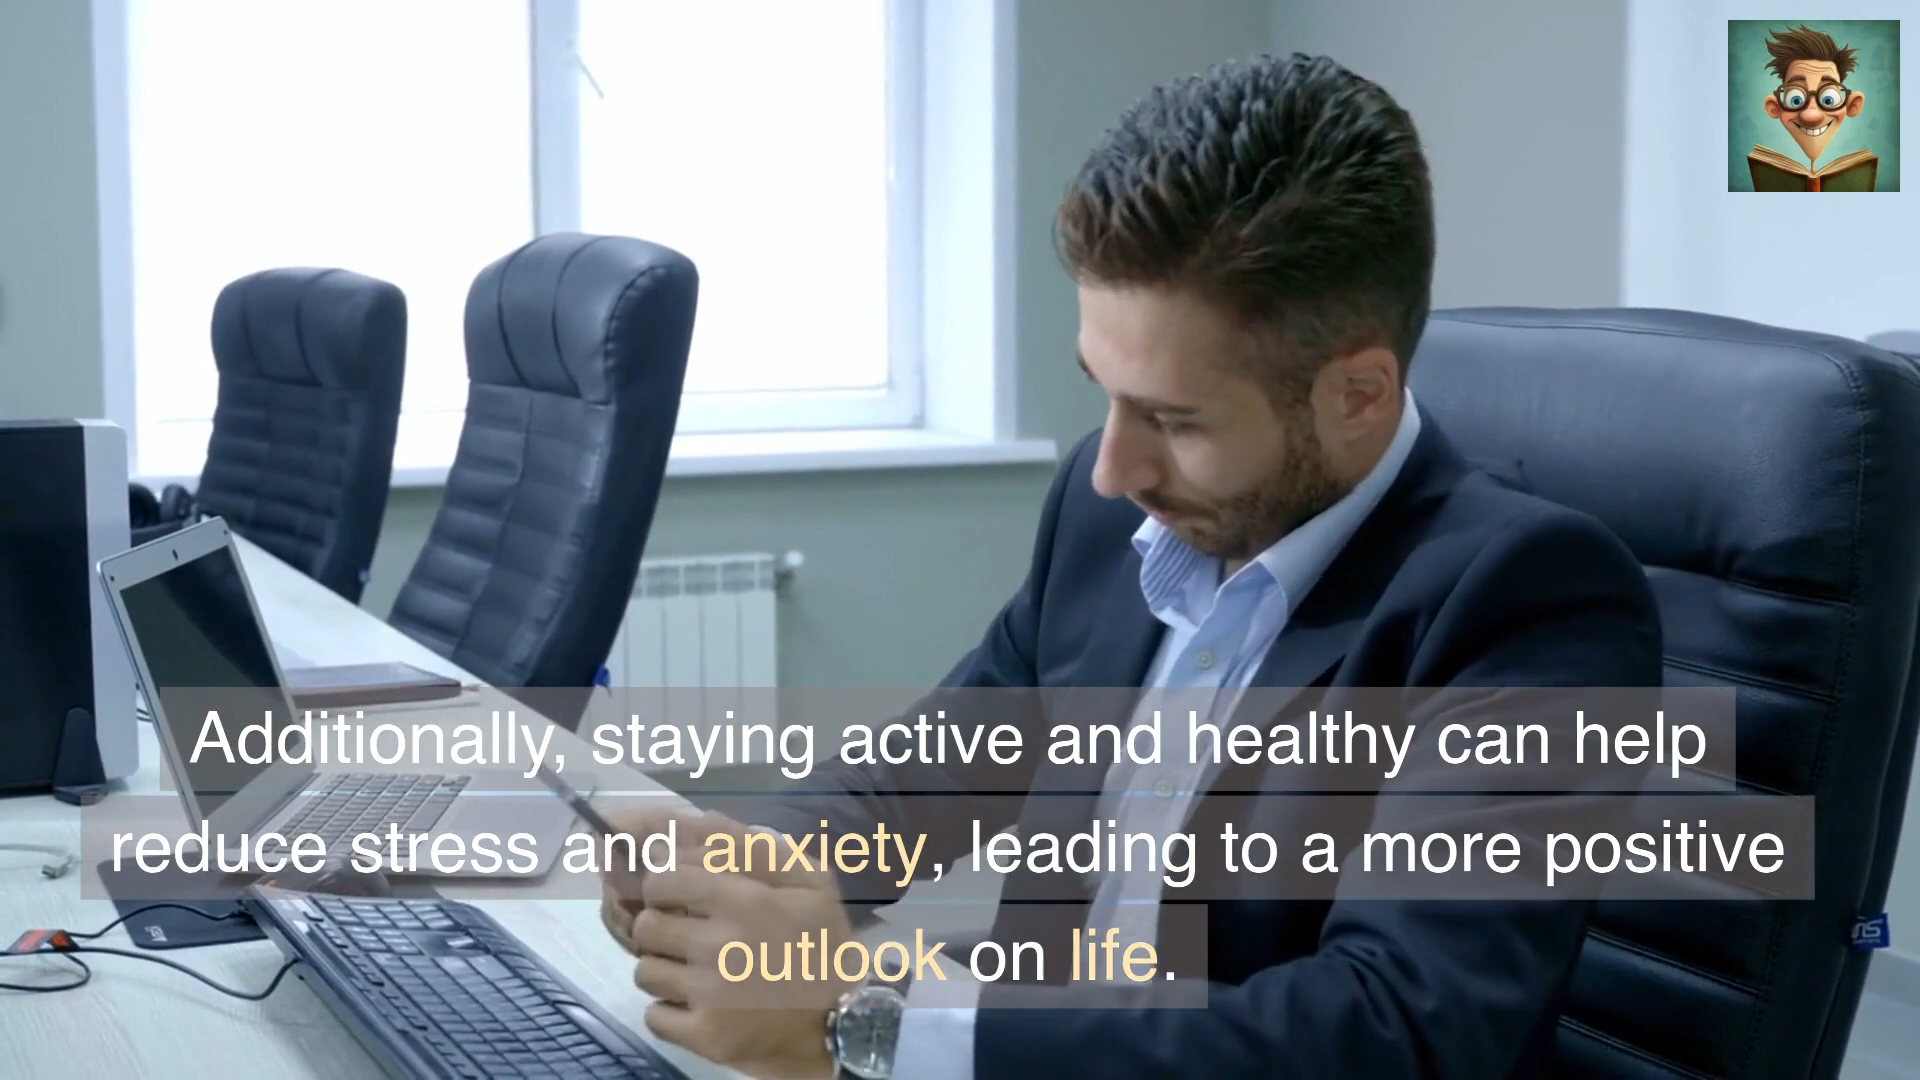 Additionally, staying active and healthy can help
reduce stress and anxiety, leading to a more positive
outlook on life.